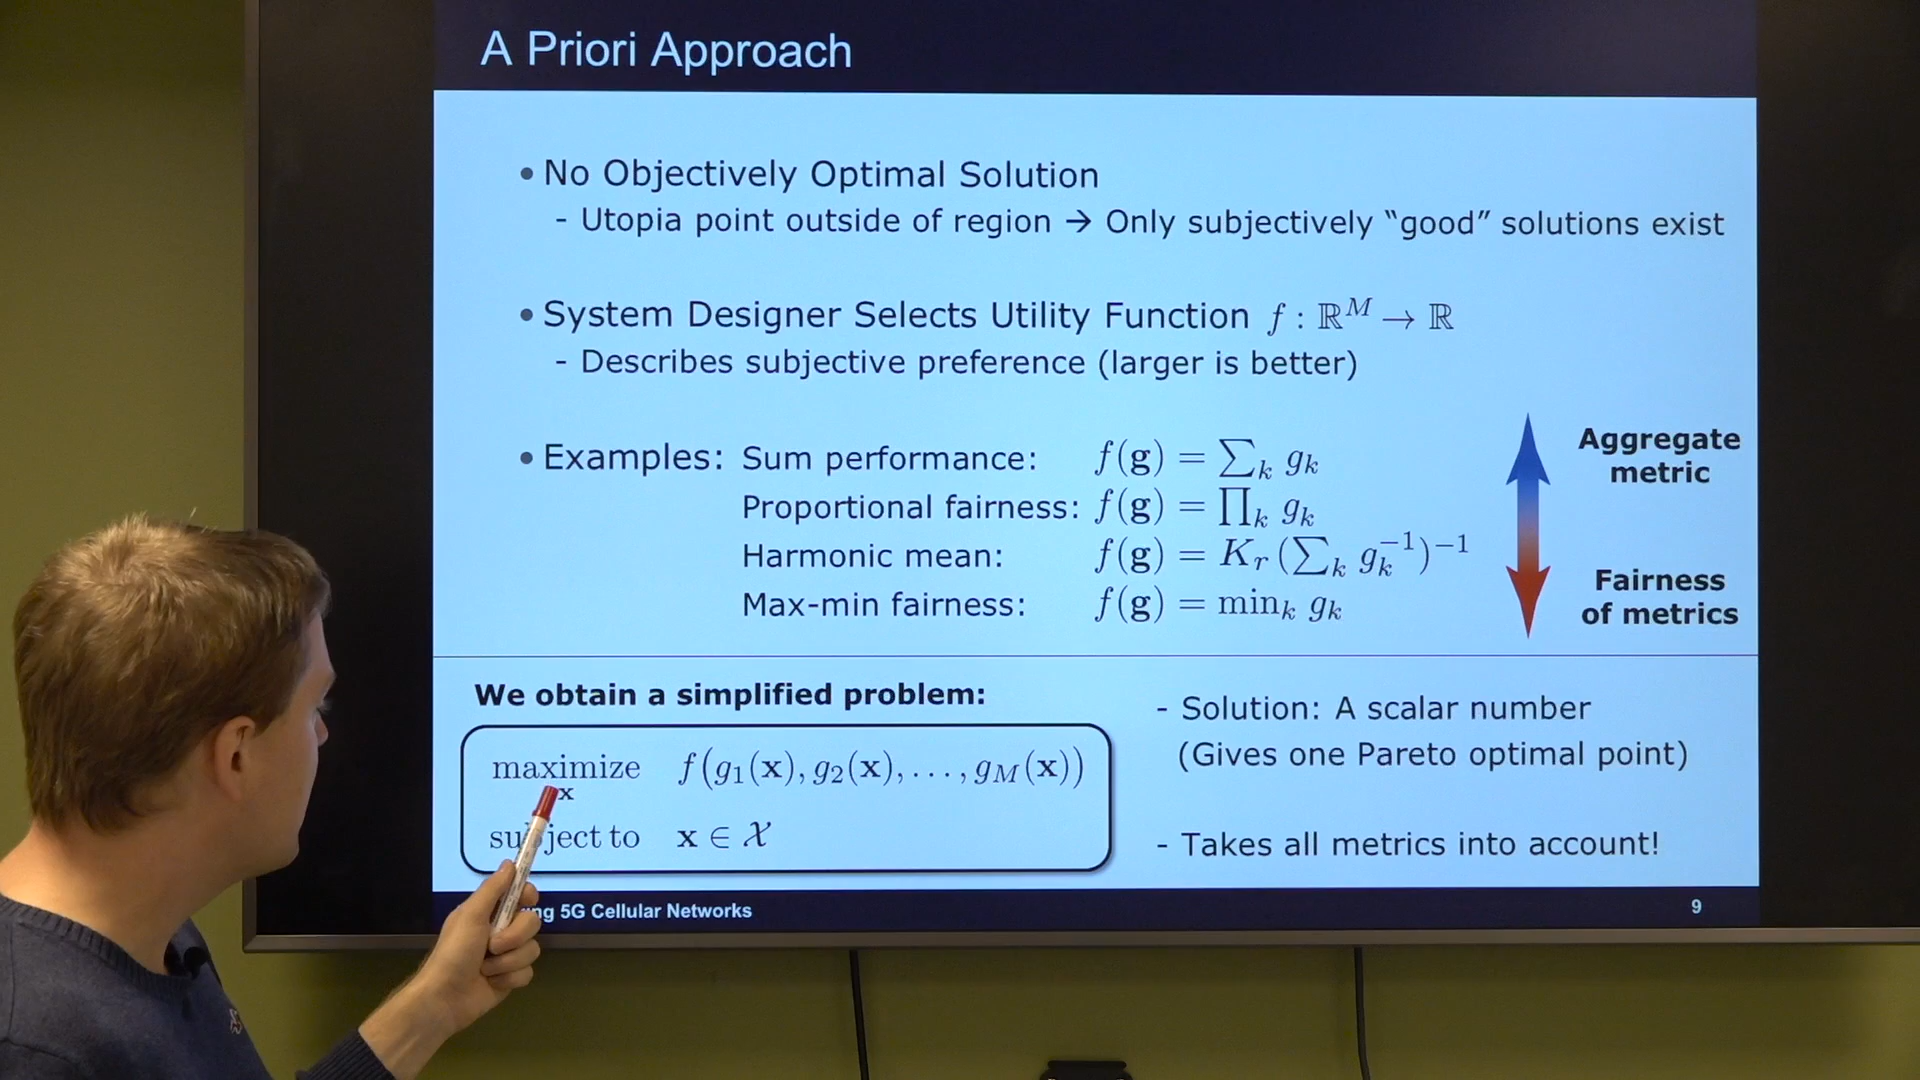 A Priori Approach
• No Objectively Optimal Solution
- Utopia point outside of region → Only subjectively “good” solutions exist
• System Designer Selects Utility Function f : ℝ^M → ℝ
- Describes subjective preference (larger is better)
• Examples: Sum performance: f(g) = ∑_k g_k
Proportional fairness: f(g) = ∏_k g_k
Harmonic mean: f(g) = K_r(∑_k g_k^{-1})^{-1}
Max-min fairness: f(g) = min_k g_k
Aggregate
metric
Fairness
of metrics
We obtain a simplified problem:
maximize f(g_1(x), g_2(x), . . . , g_M(x))
x
subject to x ∈ 𝒳
- Solution: A scalar number
(Gives one Pareto optimal point)
- Takes all metrics into account!
5G Cellular Networks
9